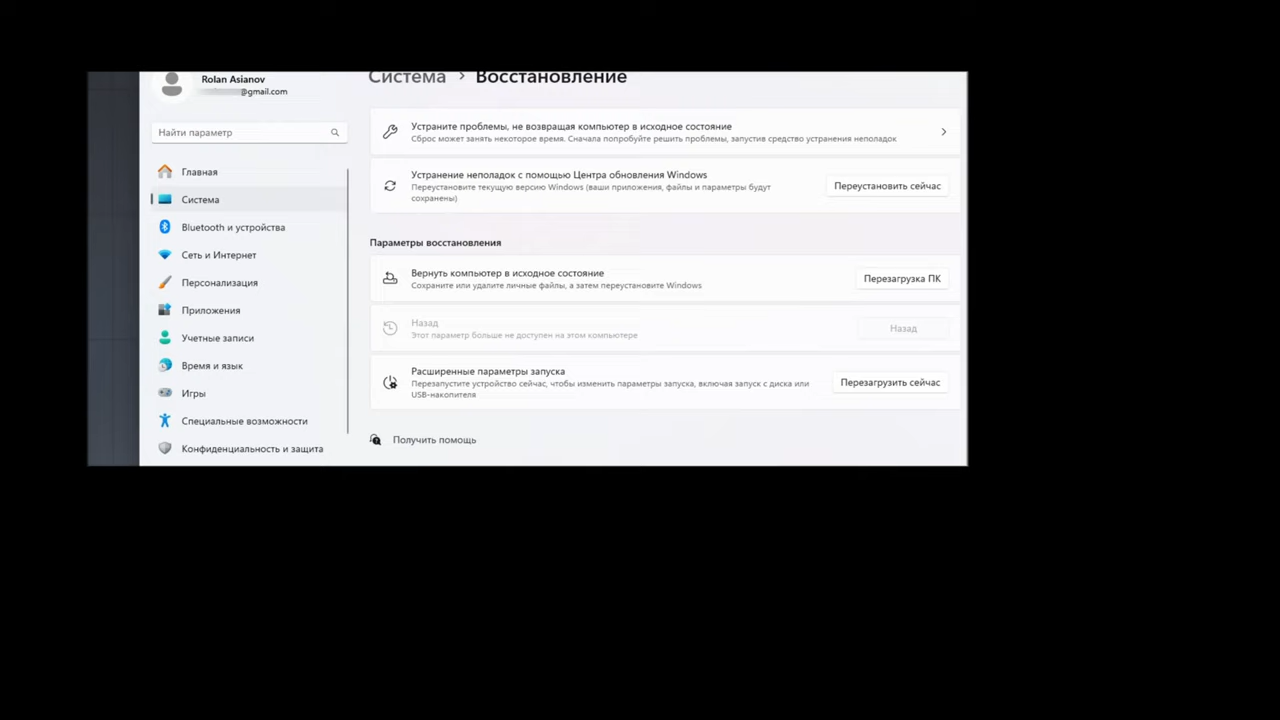 Rolan Asianov
@gmail.com
Найти параметр
Главная
Система
Bluetooth и устройства
Сеть и Интернет
Персонализация
Приложения
Учетные записи
Время и язык
Игры
Специальные возможности
Конфиденциальность и защита
Система › Восстановление
Устраните проблемы, не возвращая компьютер в исходное состояние
Сброс может занять некоторое время. Сначала попробуйте решить проблемы, запустив средство устранения неполадок
Устранение неполадок с помощью Центра обновления Windows
Переустановите текущую версию Windows (ваши приложения, файлы и параметры будут
сохранены)
Переустановить сейчас
Параметры восстановления
Вернуть компьютер в исходное состояние
Сохраните или удалите личные файлы, а затем переустановите Windows
Перезагрузка ПК
Назад
Этот параметр больше не доступен на этом компьютере
Назад
Расширенные параметры запуска
Перезапустите устройство сейчас, чтобы изменить параметры запуска, включая запуск с диска или
USB-накопителя
Перезагрузить сейчас
Получить помощь